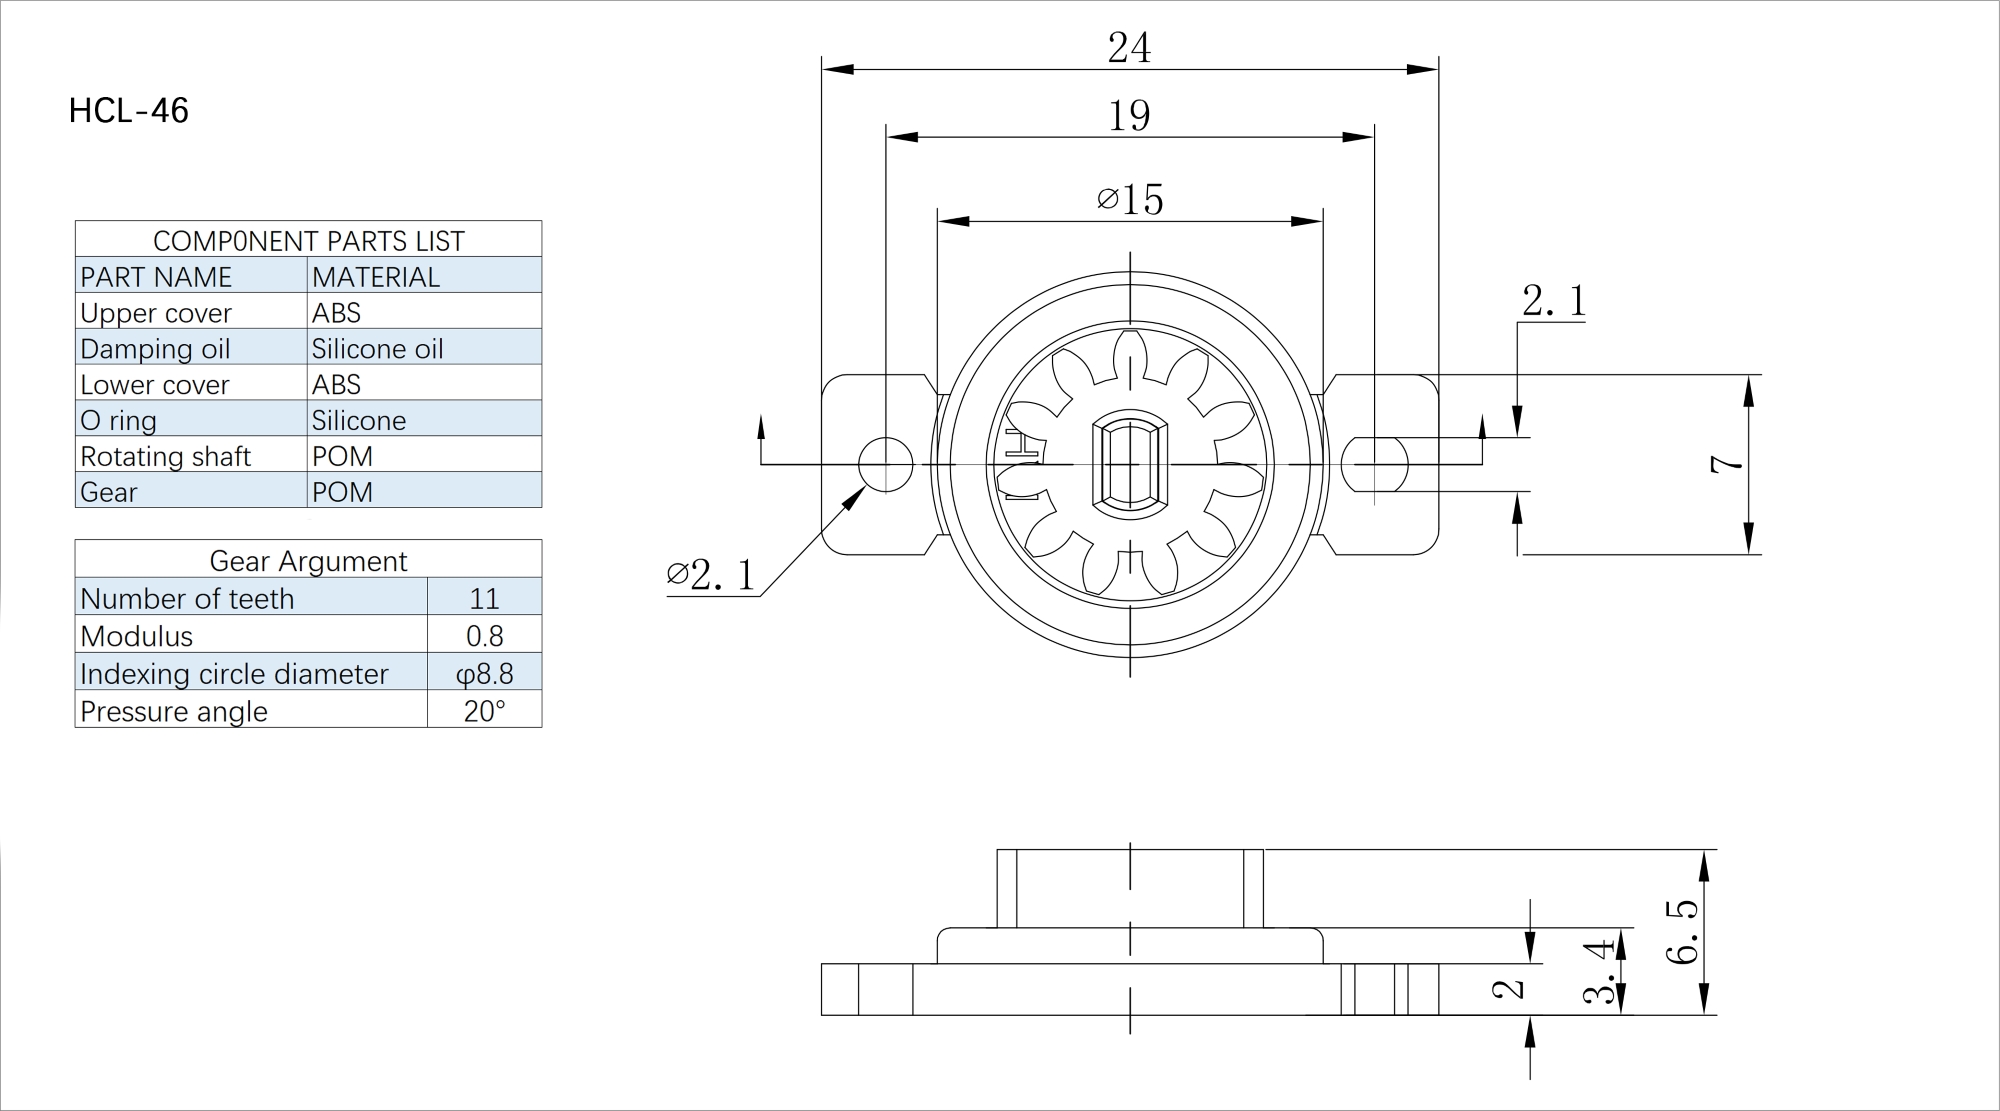 HCL-46
COMP0NENT PARTS LIST
PART NAME MATERIAL
Upper cover ABS
Damping oil Silicone oil
Lower cover ABS
O ring Silicone
Rotating shaft POM
Gear POM
Gear Argument
Number of teeth 11
Modulus 0.8
Indexing circle diameter φ8.8
Pressure angle 20°
24
19
⌀15
2.1
7
⌀2.1
2
3.4
6.5